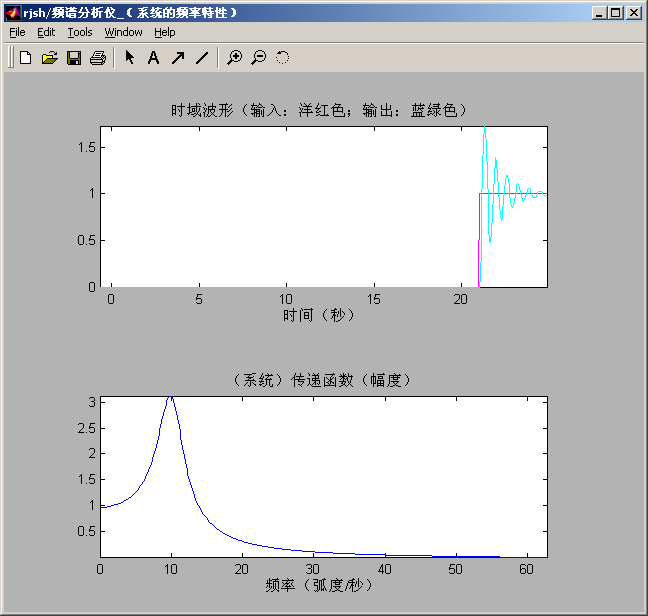 rjsh/频谱分析仪_(系统的频率特性)
File Edit Tools Window Help
A
时域波形（输入：洋红色；输出：蓝绿色）
1.5
1
0.5
0
0 5 10 15 20
时间（秒）
（系统）传递函数（幅度）
3
2.5
2
1.5
1
0.5
0 10 20 30 40 50 60
频率（弧度/秒）